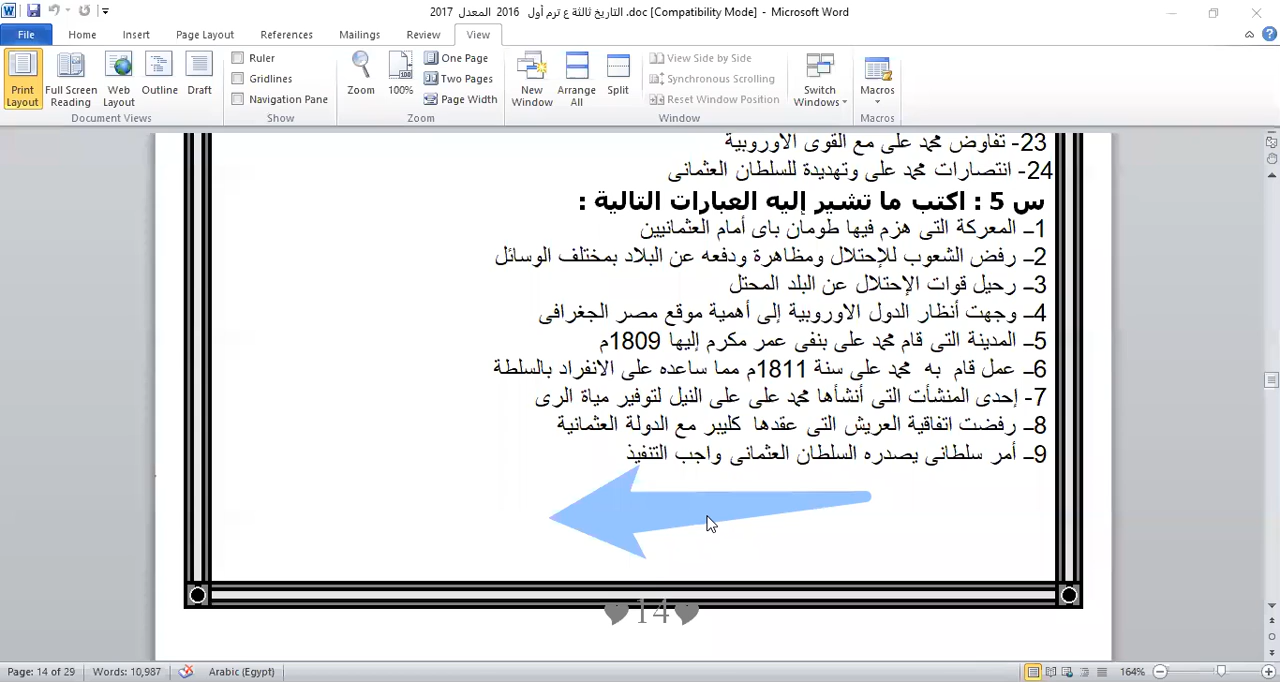 التاريخ ثالثة ع ترم أول 2016 المعدل 2017 .doc [Compatibility Mode] - Microsoft Word
File Home Insert Page Layout References Mailings Review View
Ruler One Page View Side by Side
Gridlines Two Pages Synchronous Scrolling
Navigation Pane Page Width Reset Window Position
Print Layout Full Screen Reading Web Layout Outline Draft Zoom 100% New Window Arrange All Split Switch Windows Macros
Document Views Show Zoom Window Macros
23- تفاوض محمد على مع القوى الاوروبية
24- انتصارات محمد على وتهديدة للسلطان العثمانى
س 5 : اكتب ما تشير إليه العبارات التالية :
1ــ المعركة التى هزم فيها طومان باى أمام العثمانيين
2ــ رفض الشعوب للإحتلال ومظاهرة ودفعه عن البلاد بمختلف الوسائل
3ــ رحيل قوات الإحتلال عن البلد المحتل
4ــ وجهت أنظار الدول الاوروبية إلى أهمية موقع مصر الجغرافى
5ــ المدينة التى قام محمد على بنفى عمر مكرم إليها 1809م
6ــ عمل قام به محمد على سنة 1811م مما ساعده على الانفراد بالسلطة
7- إحدى المنشأت التى أنشأها محمد على على النيل لتوفير مياة الرى
8ــ رفضت اتفاقية العريش التى عقدها كليبر مع الدولة العثمانية
9ــ أمر سلطانى يصدره السلطان العثمانى واجب التنفيذ
14
Page: 14 of 29 Words: 10,987 Arabic (Egypt) 164%